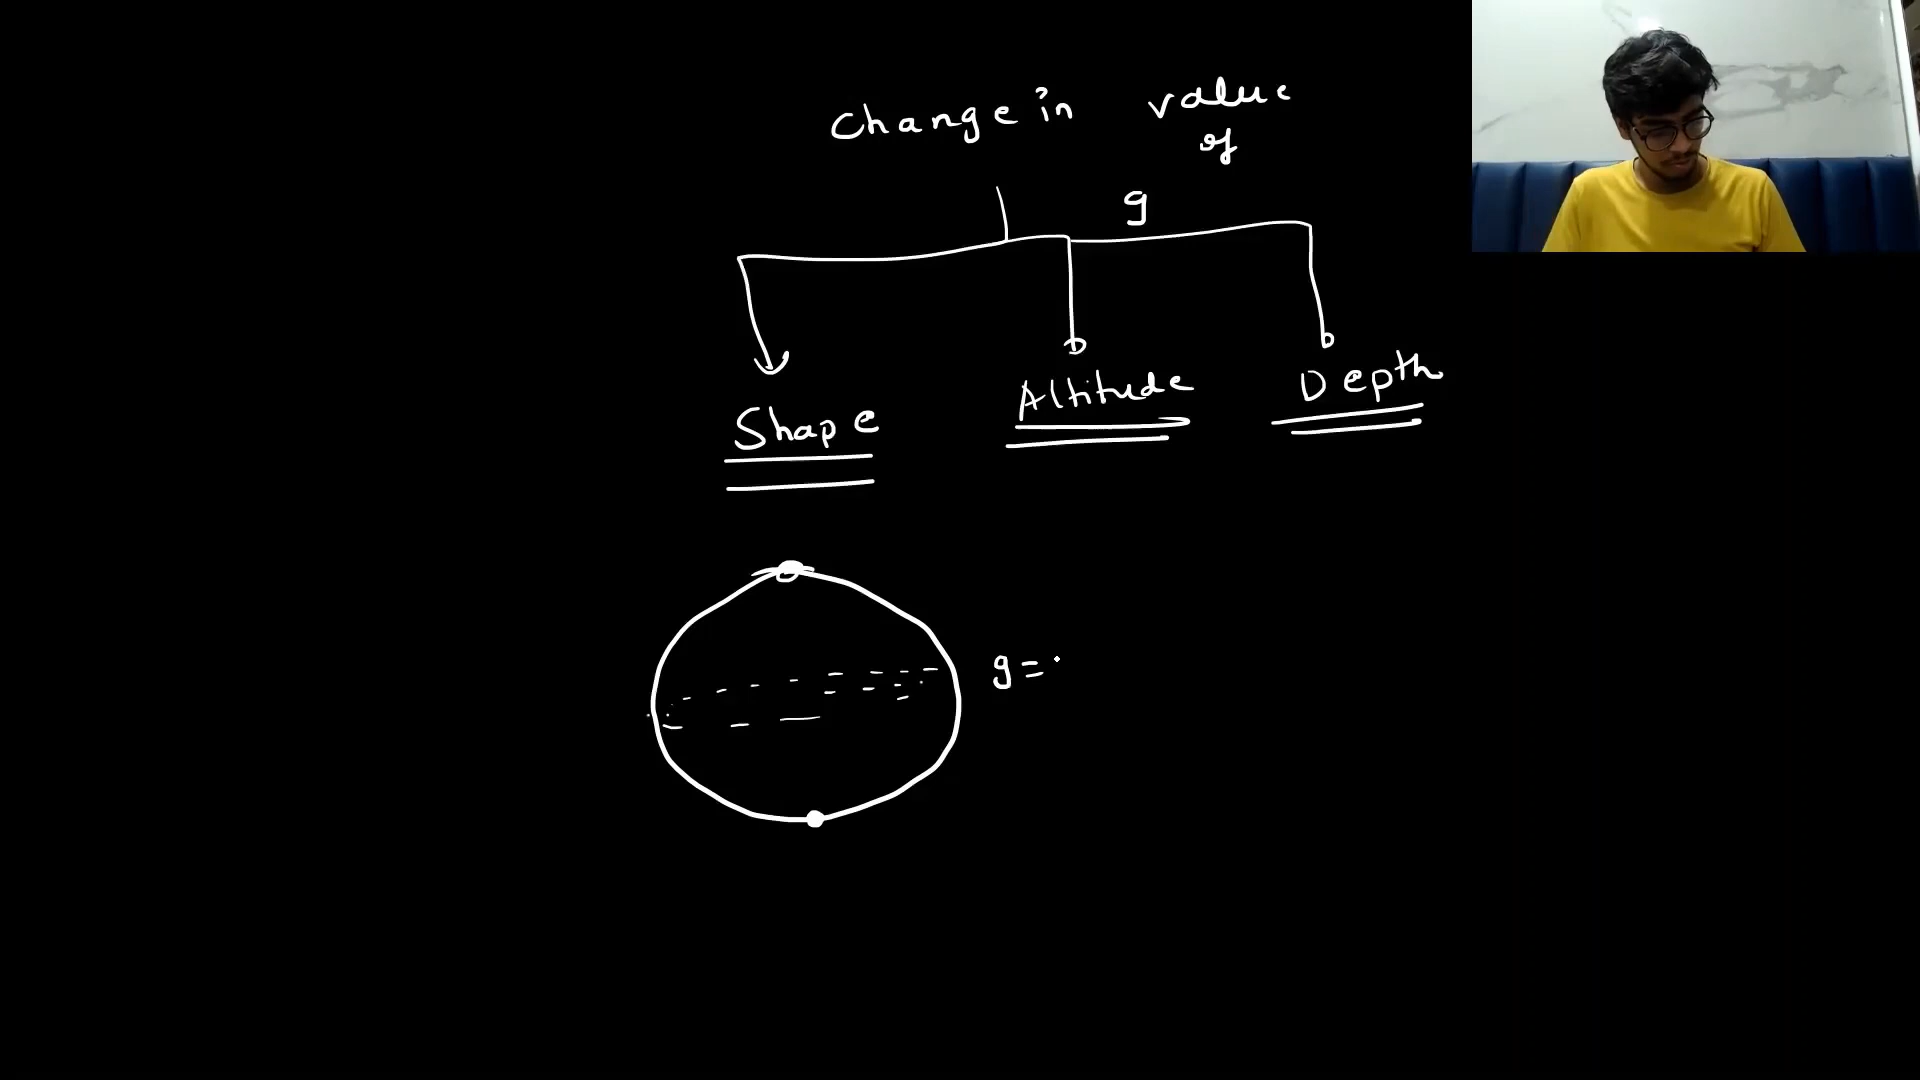 Change in value
of
g
Shape Altitude Depth
g =